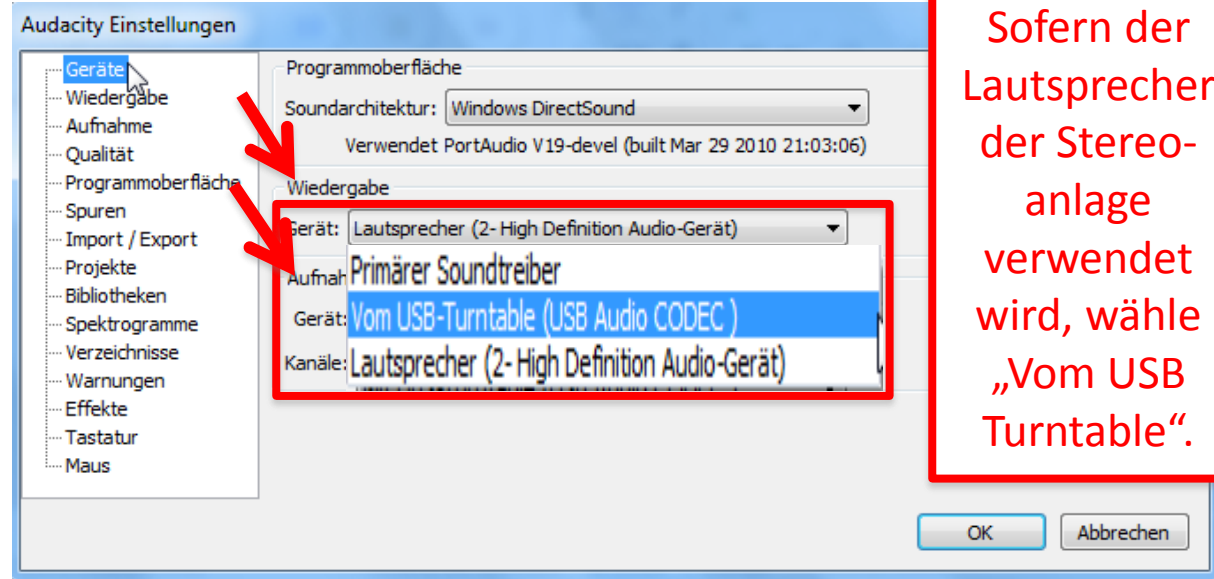 Audacity Einstellungen
Geräte
Wiedergabe
Aufnahme
Qualität
Programmoberfläche
Spuren
Import / Export
Projekte
Bibliotheken
Spektrogramme
Verzeichnisse
Warnungen
Effekte
Tastatur
Maus
Programmoberfläche
Soundarchitektur: Windows DirectSound
Verwendet PortAudio V19-devel (built Mar 29 2010 21:03:06)
Wiedergabe
Gerät: Lautsprecher (2- High Definition Audio-Gerät)
Primärer Soundtreiber
Vom USB-Turntable (USB Audio CODEC )
Lautsprecher (2- High Definition Audio-Gerät)
Aufnah
Gerät:
Kanäle:
OK
Abbrechen
Sofern der
Lautsprecher
der Stereo-
anlage
verwendet
wird, wähle
„Vom USB
Turntable“.